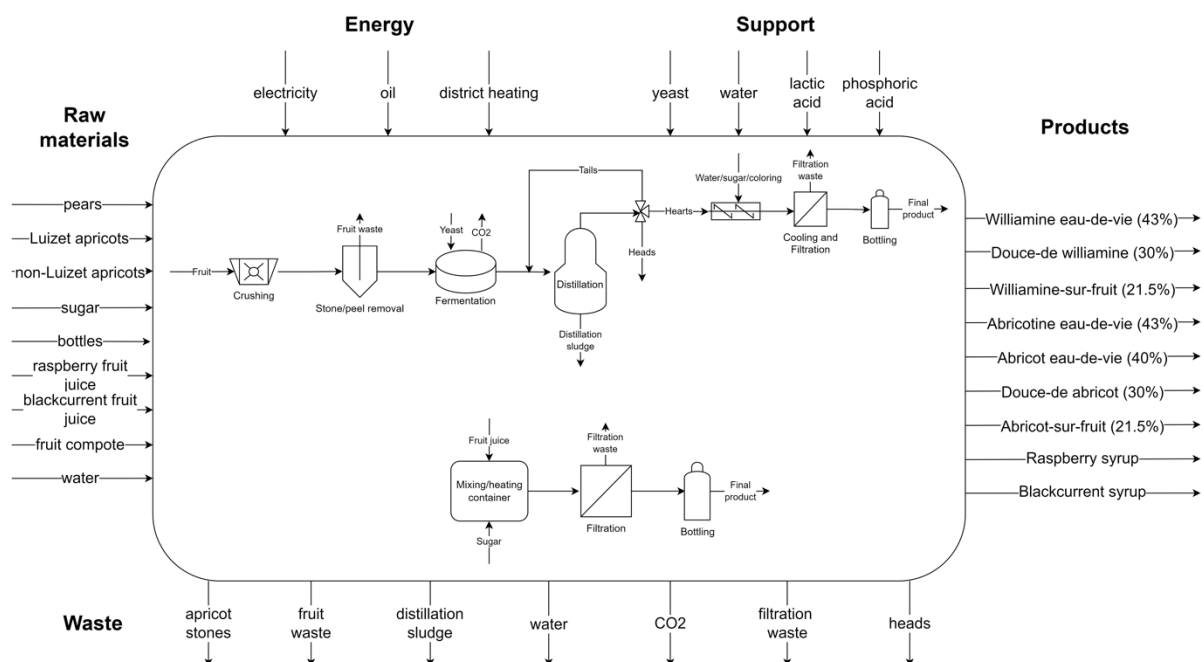 Energy
Support
electricity
oil
district heating
yeast
water
lactic
acid
phosphoric
acid
Raw
materials
Products
pears
Luizet apricots
non-Luizet apricots
sugar
bottles
raspberry fruit
juice
blackcurrent fruit
juice
fruit compote
water
Tails
Water/sugar/coloring
Filtration
waste
Fruit waste
Yeast
CO2
Hearts
Final
product
Heads
Cooling and
Filtration
Bottling
Fruit
Crushing
Stone/peel removal
Fermentation
Distillation
Distillation
sludge
Fruit juice
Filtration
waste
Mixing/heating
container
Final
product
Sugar
Filtration
Bottling
Williamine eau-de-vie (43%)
Douce-de williamine (30%)
Williamine-sur-fruit (21.5%)
Abricotine eau-de-vie (43%)
Abricot eau-de-vie (40%)
Douce-de abricot (30%)
Abricot-sur-fruit (21.5%)
Raspberry syrup
Blackcurrent syrup
Waste
apricot
stones
fruit
waste
distillation
sludge
water
CO2
filtration
waste
heads